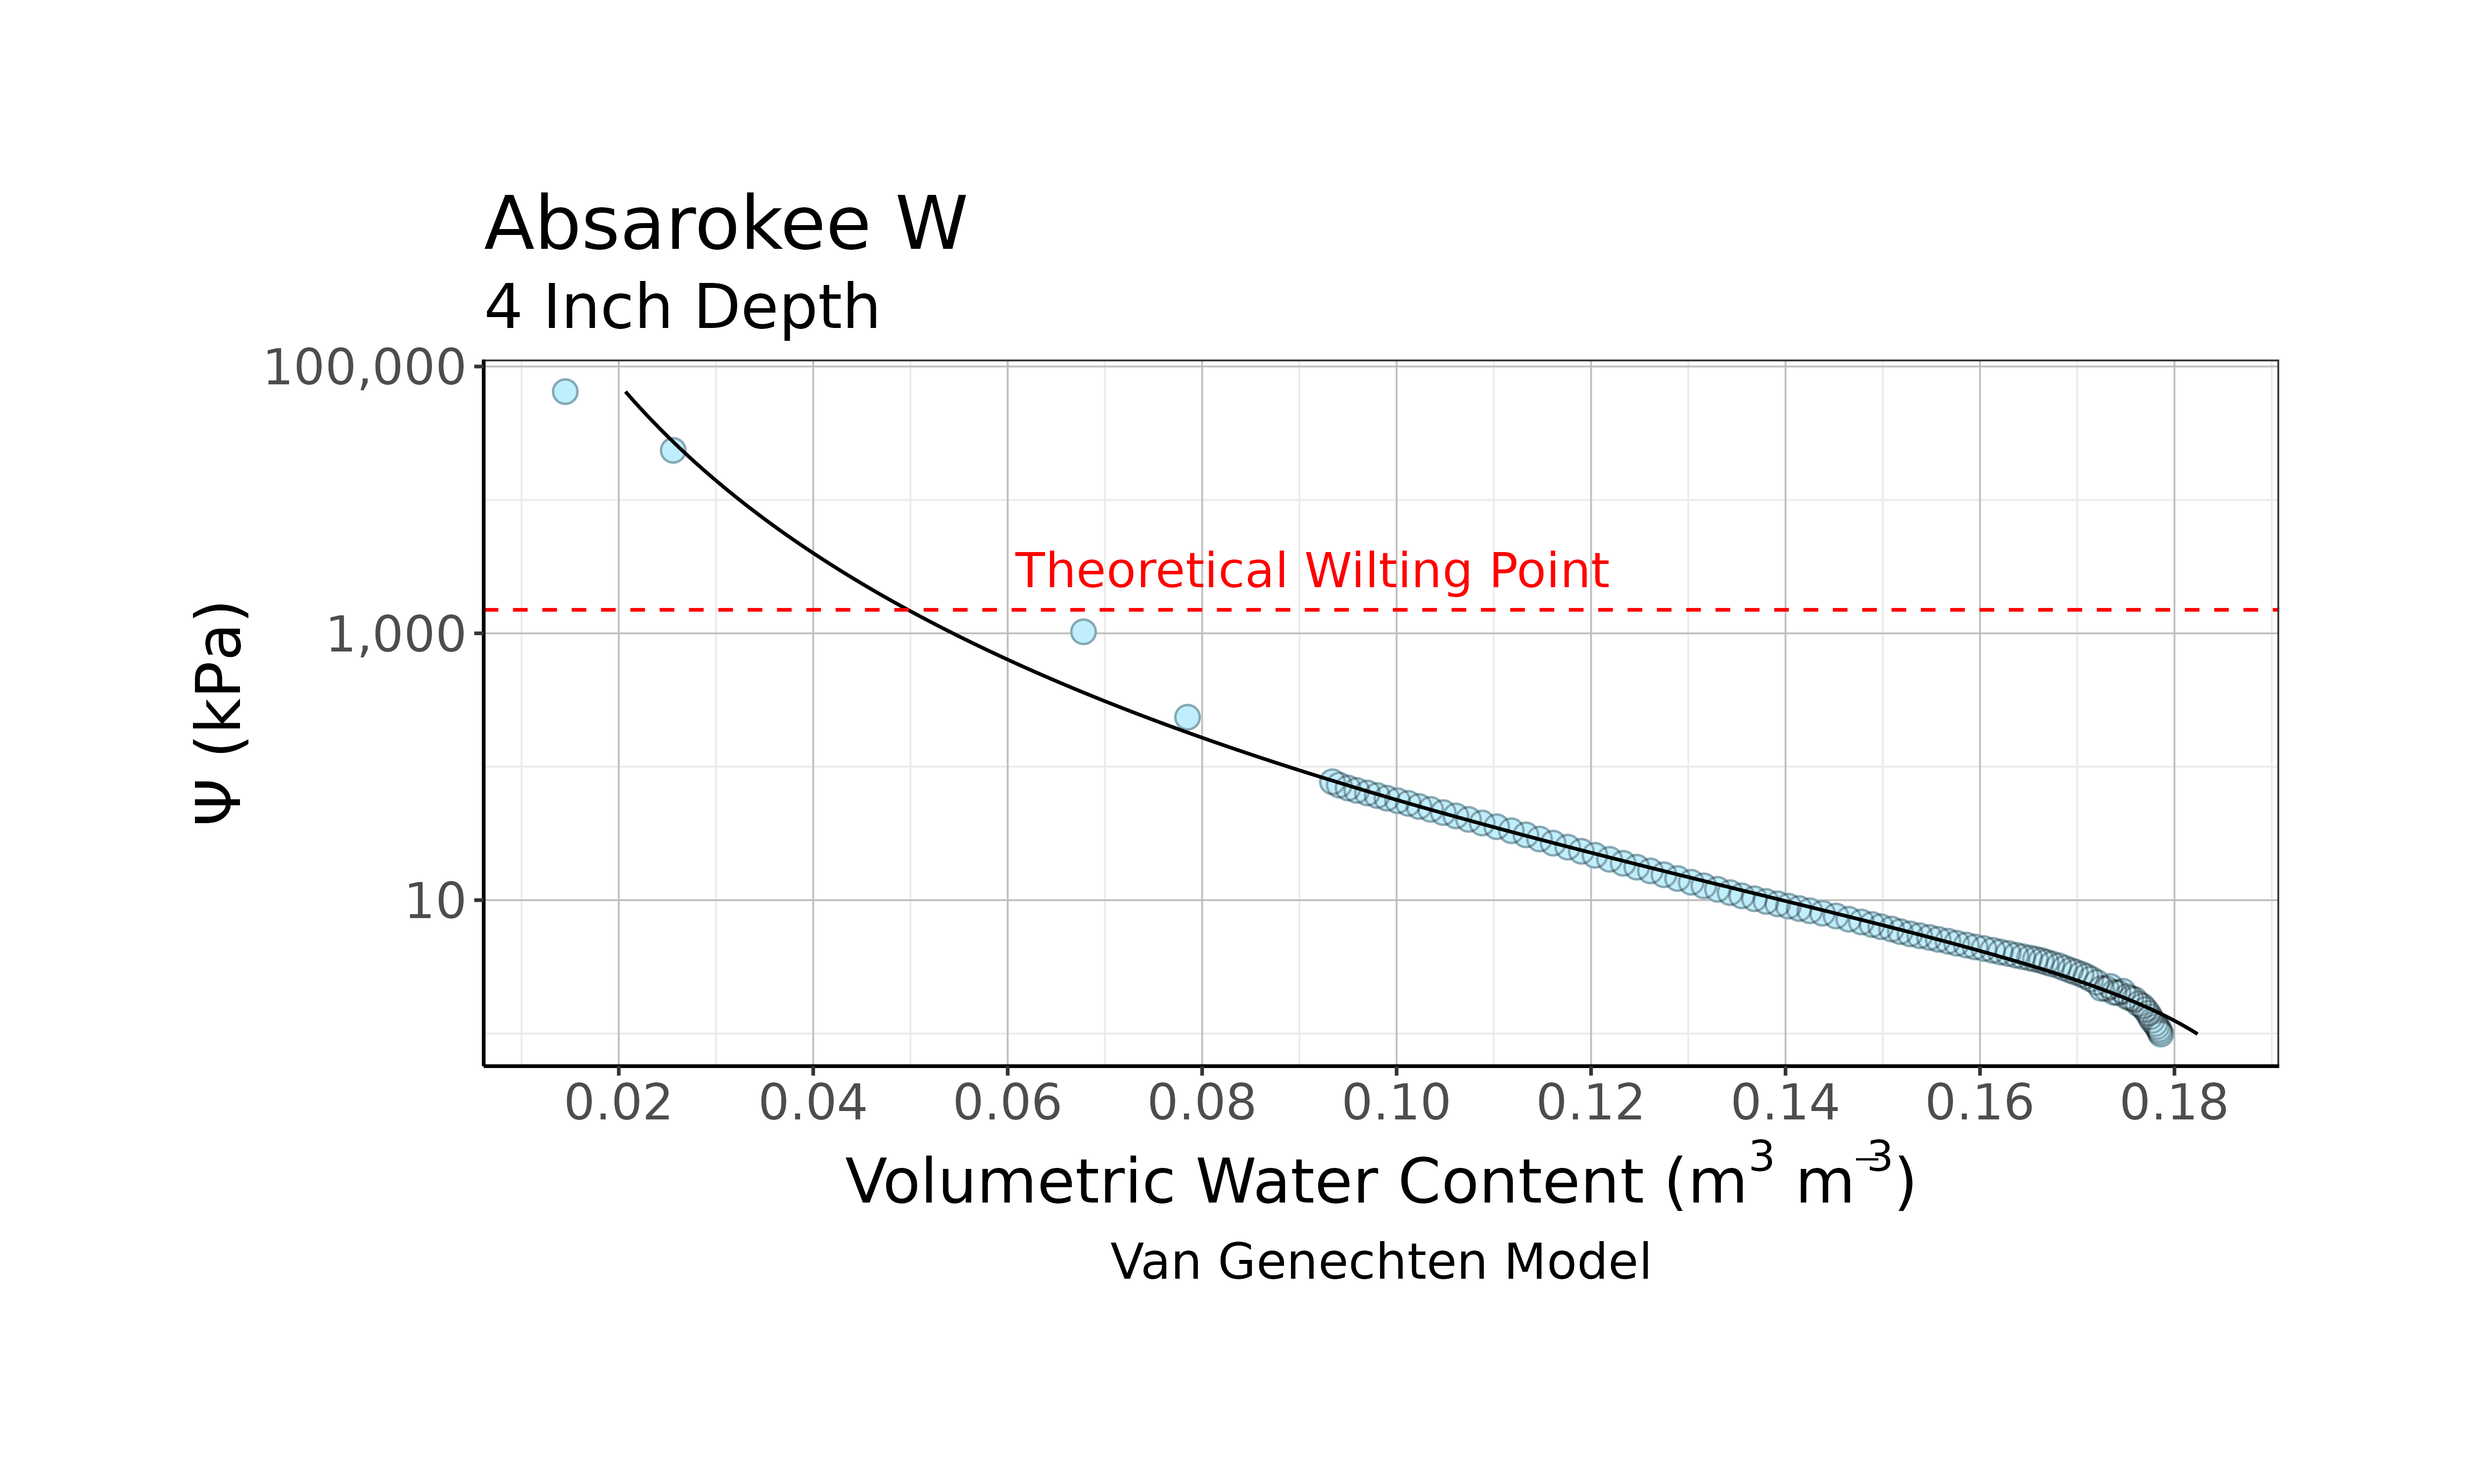 Absarokee W
4 Inch Depth
100,000
1,000
10
Ψ (kPa)
Theoretical Wilting Point
0.02 0.04 0.06 0.08 0.10 0.12 0.14 0.16 0.18
Volumetric Water Content (m³ m⁻³)
Van Genechten Model